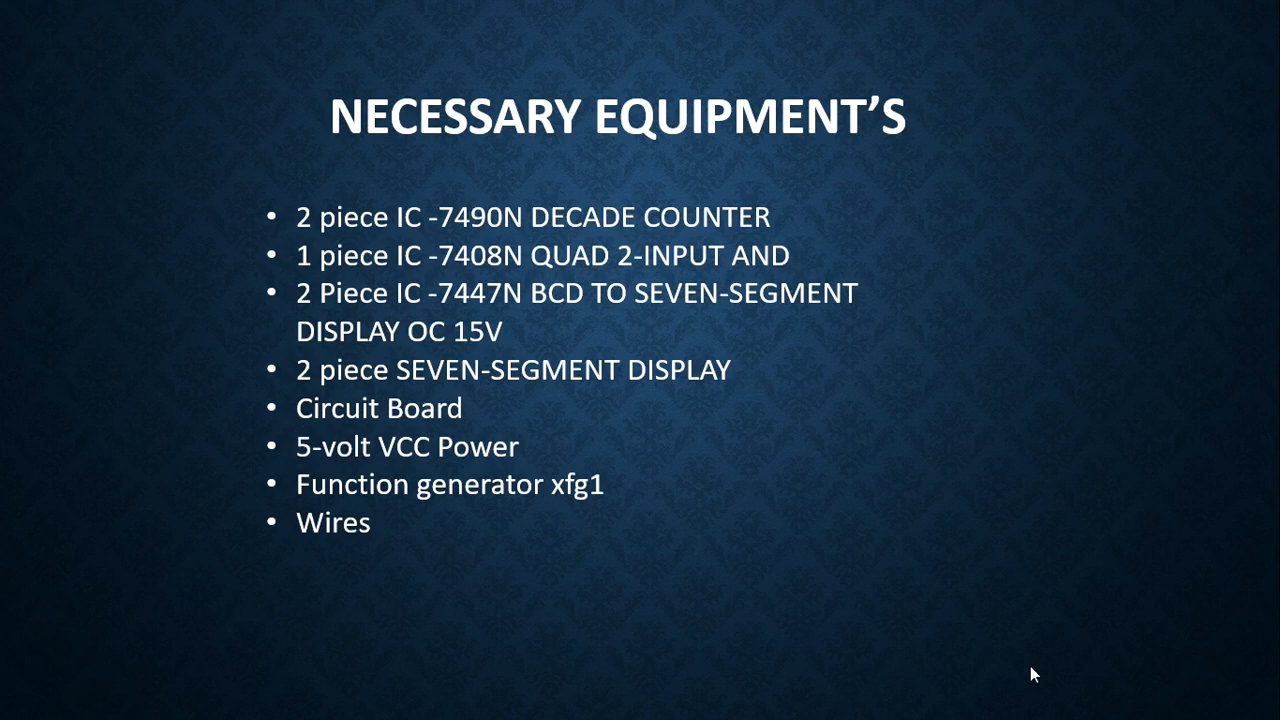 NECESSARY EQUIPMENT’S
• 2 piece IC -7490N DECADE COUNTER
• 1 piece IC -7408N QUAD 2-INPUT AND
• 2 Piece IC -7447N BCD TO SEVEN-SEGMENT
DISPLAY OC 15V
• 2 piece SEVEN-SEGMENT DISPLAY
• Circuit Board
• 5-volt VCC Power
• Function generator xfg1
• Wires